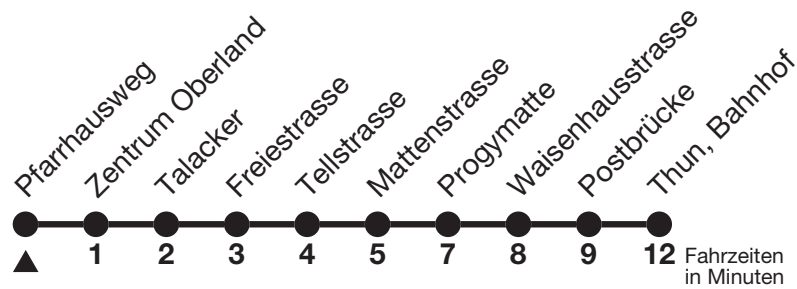 Pfarrhausweg
Zentrum Oberland
Talacker
Freiestrasse
Tellstrasse
Mattenstrasse
Progymatte
Waisenhausstrasse
Postbrücke
Thun, Bahnhof
1 2 3 4 5 7 8 9 12 Fahrzeiten
in Minuten